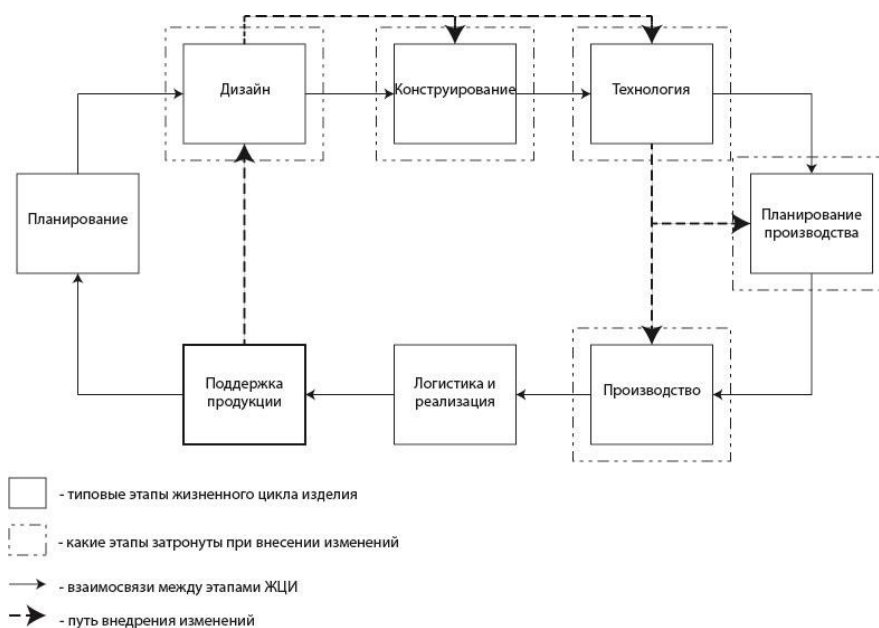 Дизайн
Конструирование
Технология
Планирование
Планирование
производства
Поддержка
продукции
Логистика и
реализация
Производство
- типовые этапы жизненного цикла изделия
- какие этапы затронуты при внесении изменений
- взаимосвязи между этапами ЖЦИ
- путь внедрения изменений